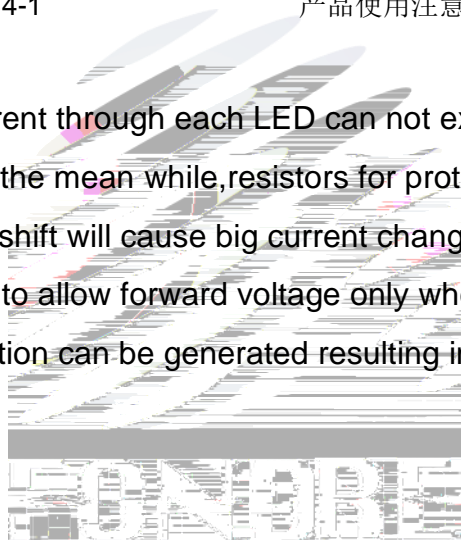 4-1 产品使用注意
rent through each LED can not ex
the mean while,resistors for prot
shift will cause big current chang
to allow forward voltage only wh
tion can be generated resulting i